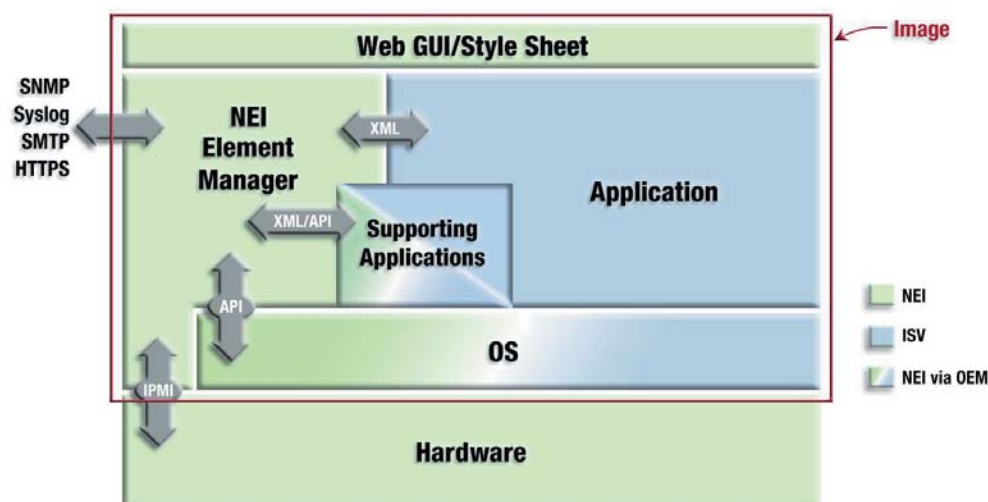 Web GUI/Style Sheet
Image
SNMP
Syslog
SMTP
HTTPS
NEI
Element
Manager
XML
Application
XML/API
Supporting
Applications
API
OS
IPMI
Hardware
NEI
ISV
NEI via OEM